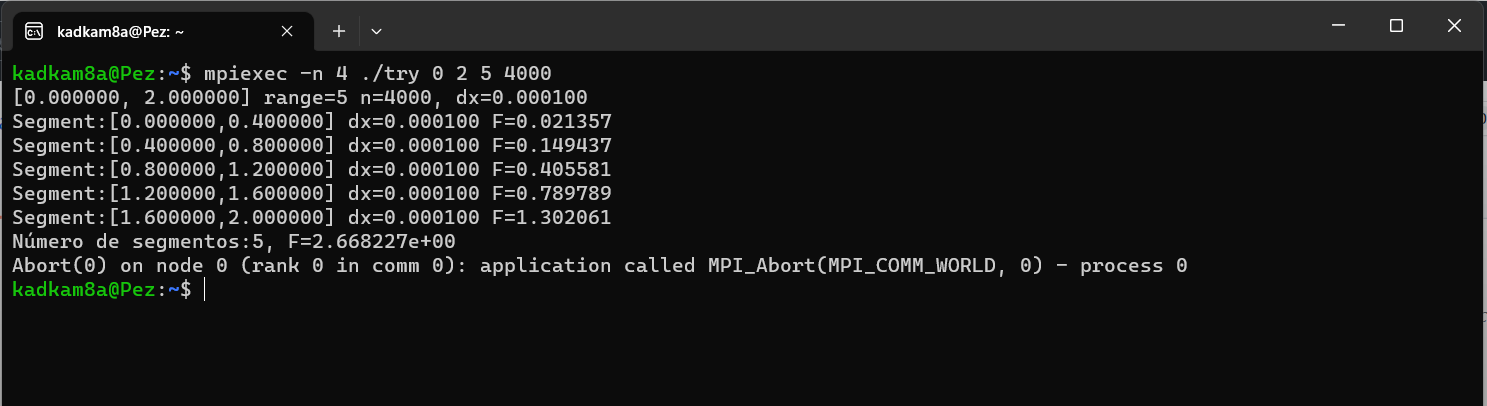 kadkam8a@Pez: ~
kadkam8a@Pez:~$ mpiexec -n 4 ./try 0 2 5 4000
[0.000000, 2.000000] range=5 n=4000, dx=0.000100
Segment:[0.000000,0.400000] dx=0.000100 F=0.021357
Segment:[0.400000,0.800000] dx=0.000100 F=0.149437
Segment:[0.800000,1.200000] dx=0.000100 F=0.405581
Segment:[1.200000,1.600000] dx=0.000100 F=0.789789
Segment:[1.600000,2.000000] dx=0.000100 F=1.302061
Número de segmentos:5, F=2.668227e+00
Abort(0) on node 0 (rank 0 in comm 0): application called MPI_Abort(MPI_COMM_WORLD, 0) - process 0
kadkam8a@Pez:~$